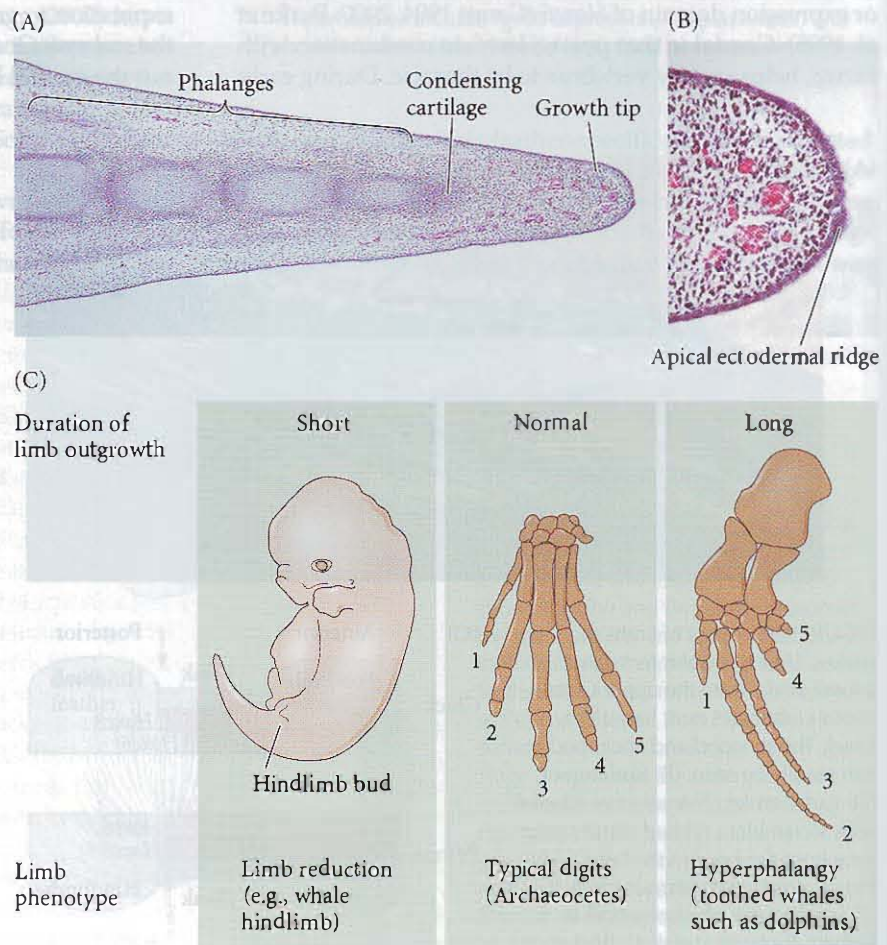 (A)
(B)
Phalanges
Condensing
cartilage
Growth tip
Apical ectodermal ridge
(C)
Duration of
limb outgrowth
Short
Normal
Long
Hindlimb bud
1
2
3
4
5
1
2
3
4
5
Limb
phenotype
Limb reduction
(e.g., whale
hindlimb)
Typical digits
(Archaeocetes)
Hyperphalangy
(toothed whales
such as dolphins)